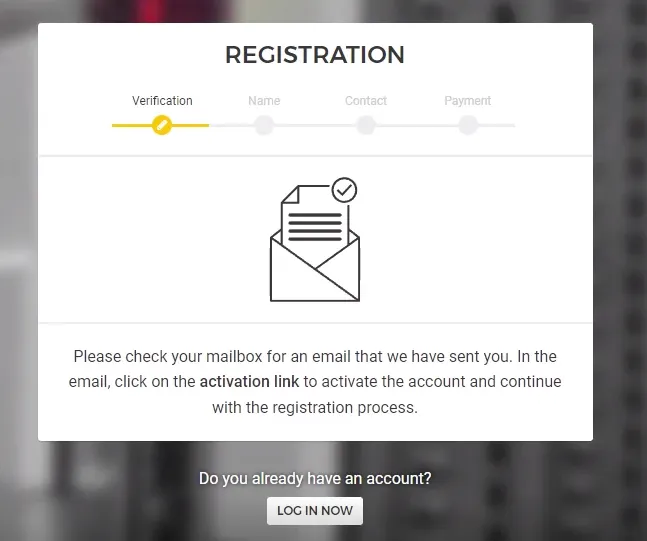 REGISTRATION
Verification Name Contact Payment
Please check your mailbox for an email that we have sent you. In the
email, click on the activation link to activate the account and continue
with the registration process.
Do you already have an account?
LOG IN NOW